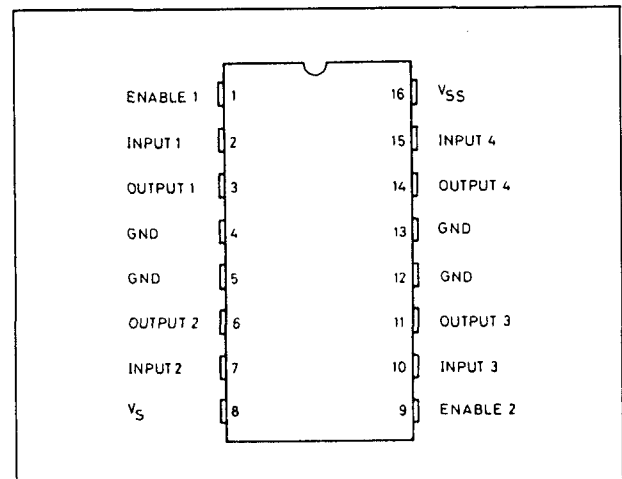 ENABLE 1 1 16 VSS
INPUT 1 2 15 INPUT 4
OUTPUT 1 3 14 OUTPUT 4
GND 4 13 GND
GND 5 12 GND
OUTPUT 2 6 11 OUTPUT 3
INPUT 2 7 10 INPUT 3
VS 8 9 ENABLE 2